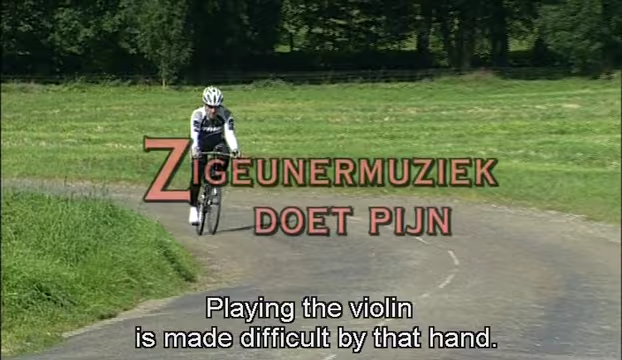 ZIGEUNERMUZIEK
DOET PIJN
Playing the violin
is made difficult by that hand.